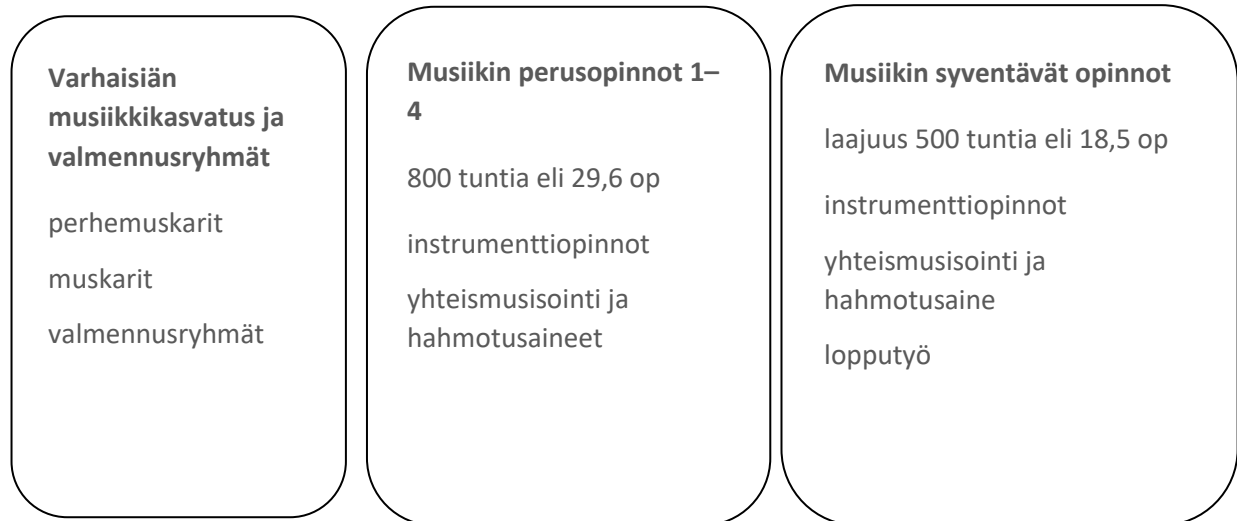 Varhaisiän
musiikkikasvatus ja
valmennusryhmät
perhemuskarit
muskarit
valmennusryhmät
Musiikin perusopinnot 1–
4
800 tuntia eli 29,6 op
instrumenttiopinnot
yhteismusisointi ja
hahmotusaineet
Musiikin syventävät opinnot
laajuus 500 tuntia eli 18,5 op
instrumenttiopinnot
yhteismusisointi ja
hahmotusaine
lopputyö